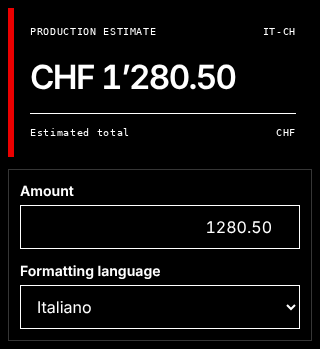 PRODUCTION ESTIMATE IT-CH
CHF 1’280.50
Estimated total CHF
Amount
1280.50
Formatting language
Italiano